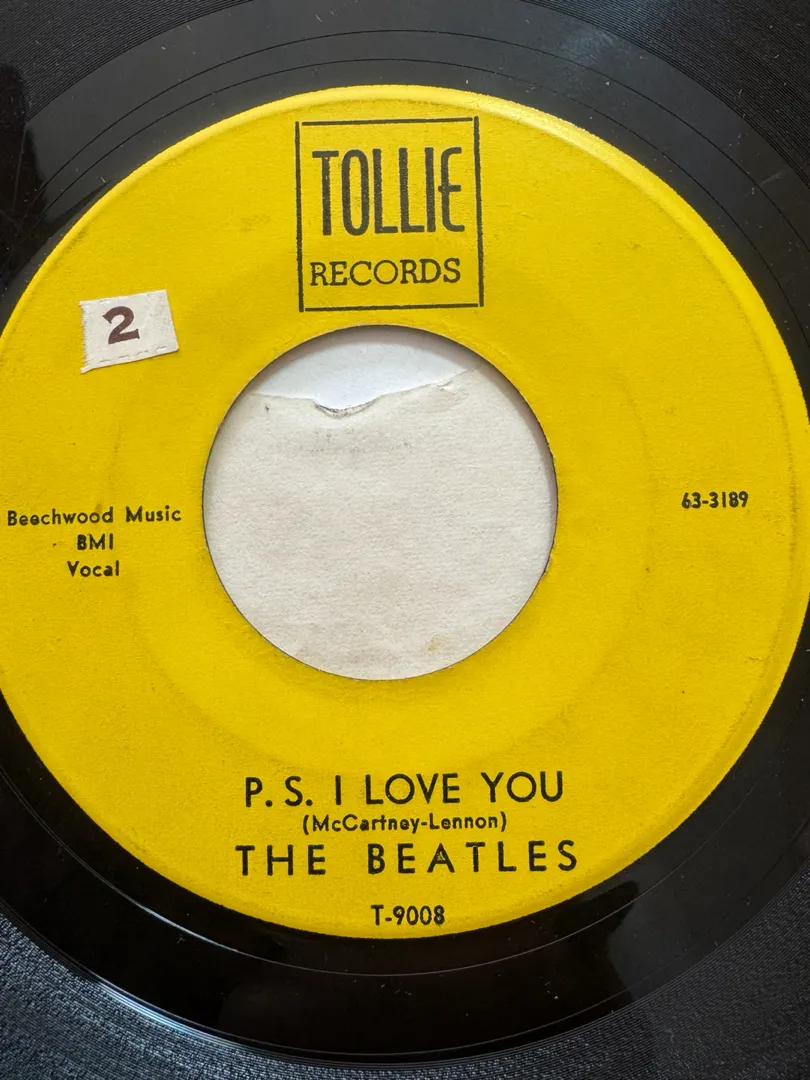 TOLLIE
RECORDS
2
Beechwood Music
BMI
Vocal
63-3189
P. S. I LOVE YOU
(McCartney-Lennon)
THE BEATLES
T-9008